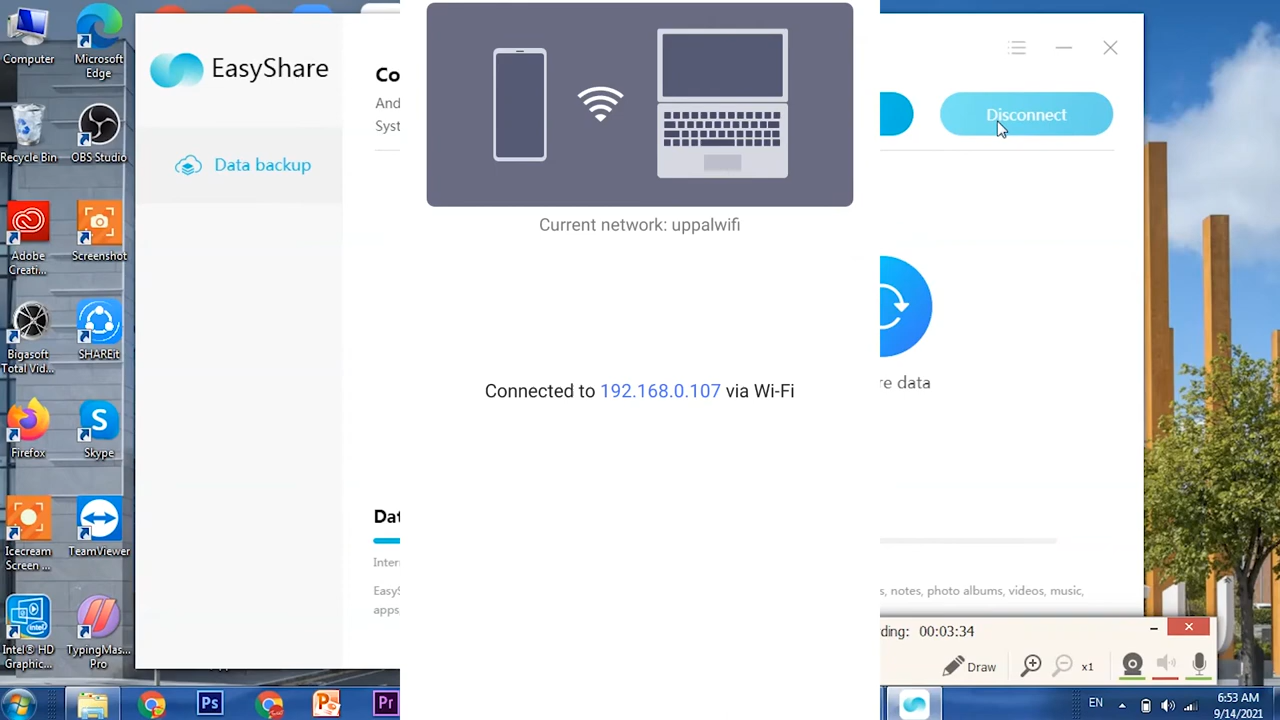 Computer
Microsoft
Edge
Recycle Bin
OBS Studio
Adobe
Creati...
Screenshot
Bigasoft
Total Vid...
SHAREit
Firefox
Skype
Icecream
Screen ...
TeamViewer
Intel® HD
Graphic...
TypingMas...
Pro
EasyShare
Data backup
Co
And
Syst
Disconnect
Current network: uppalwifi
Connected to 192.168.0.107 via Wi-Fi
re data
Dat
Intern
EasyS
s, notes, photo albums, videos, music,
apps
ding: 00:03:34
Draw
x1
Ps
Pr
EN
6:53 AM
9/14/2021